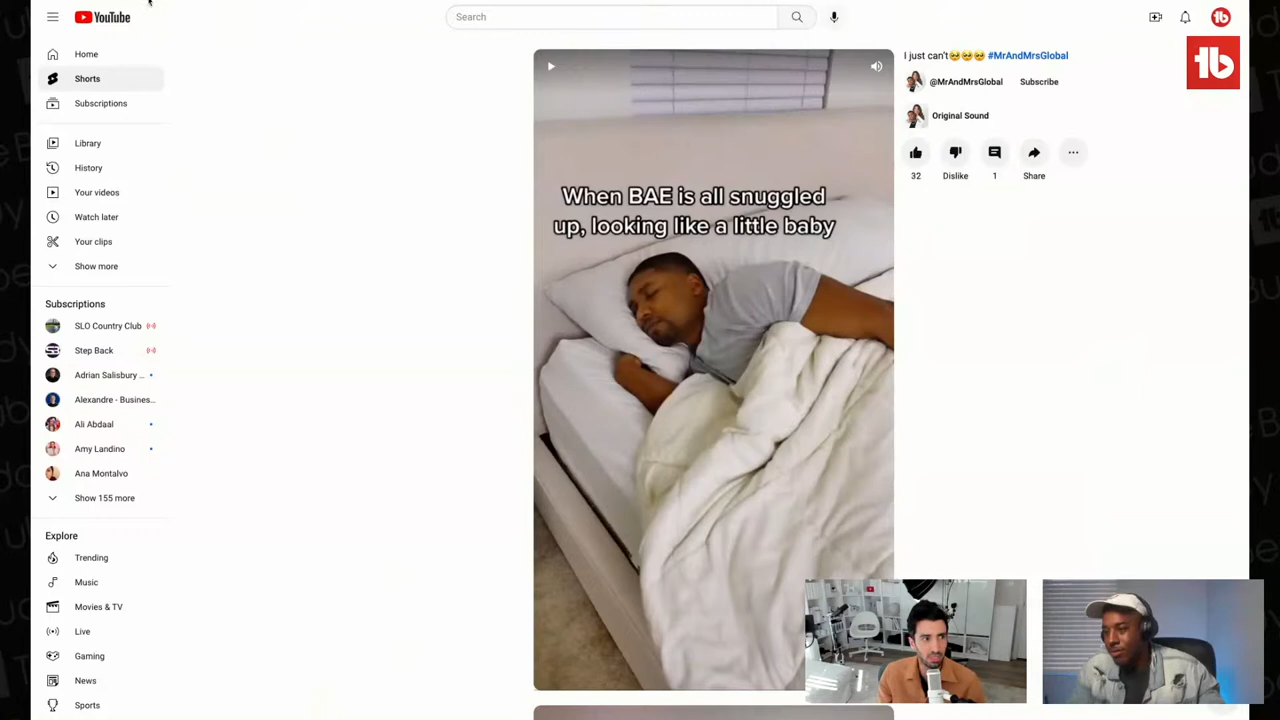 YouTube
Search
Home
Shorts
Subscriptions
Library
History
Your videos
Watch later
Your clips
Show more
Subscriptions
SLO Country Club
Step Back
Adrian Salisbury ...
Alexandre - Busines...
Ali Abdaal
Amy Landino
Ana Montalvo
Show 155 more
Explore
Trending
Music
Movies & TV
Live
Gaming
News
Sports
When BAE is all snuggled
up, looking like a little baby
I just can't🥺🥺🥺 #MrAndMrsGlobal
@MrAndMrsGlobal Subscribe
Original Sound
32 Dislike 1 Share
tb